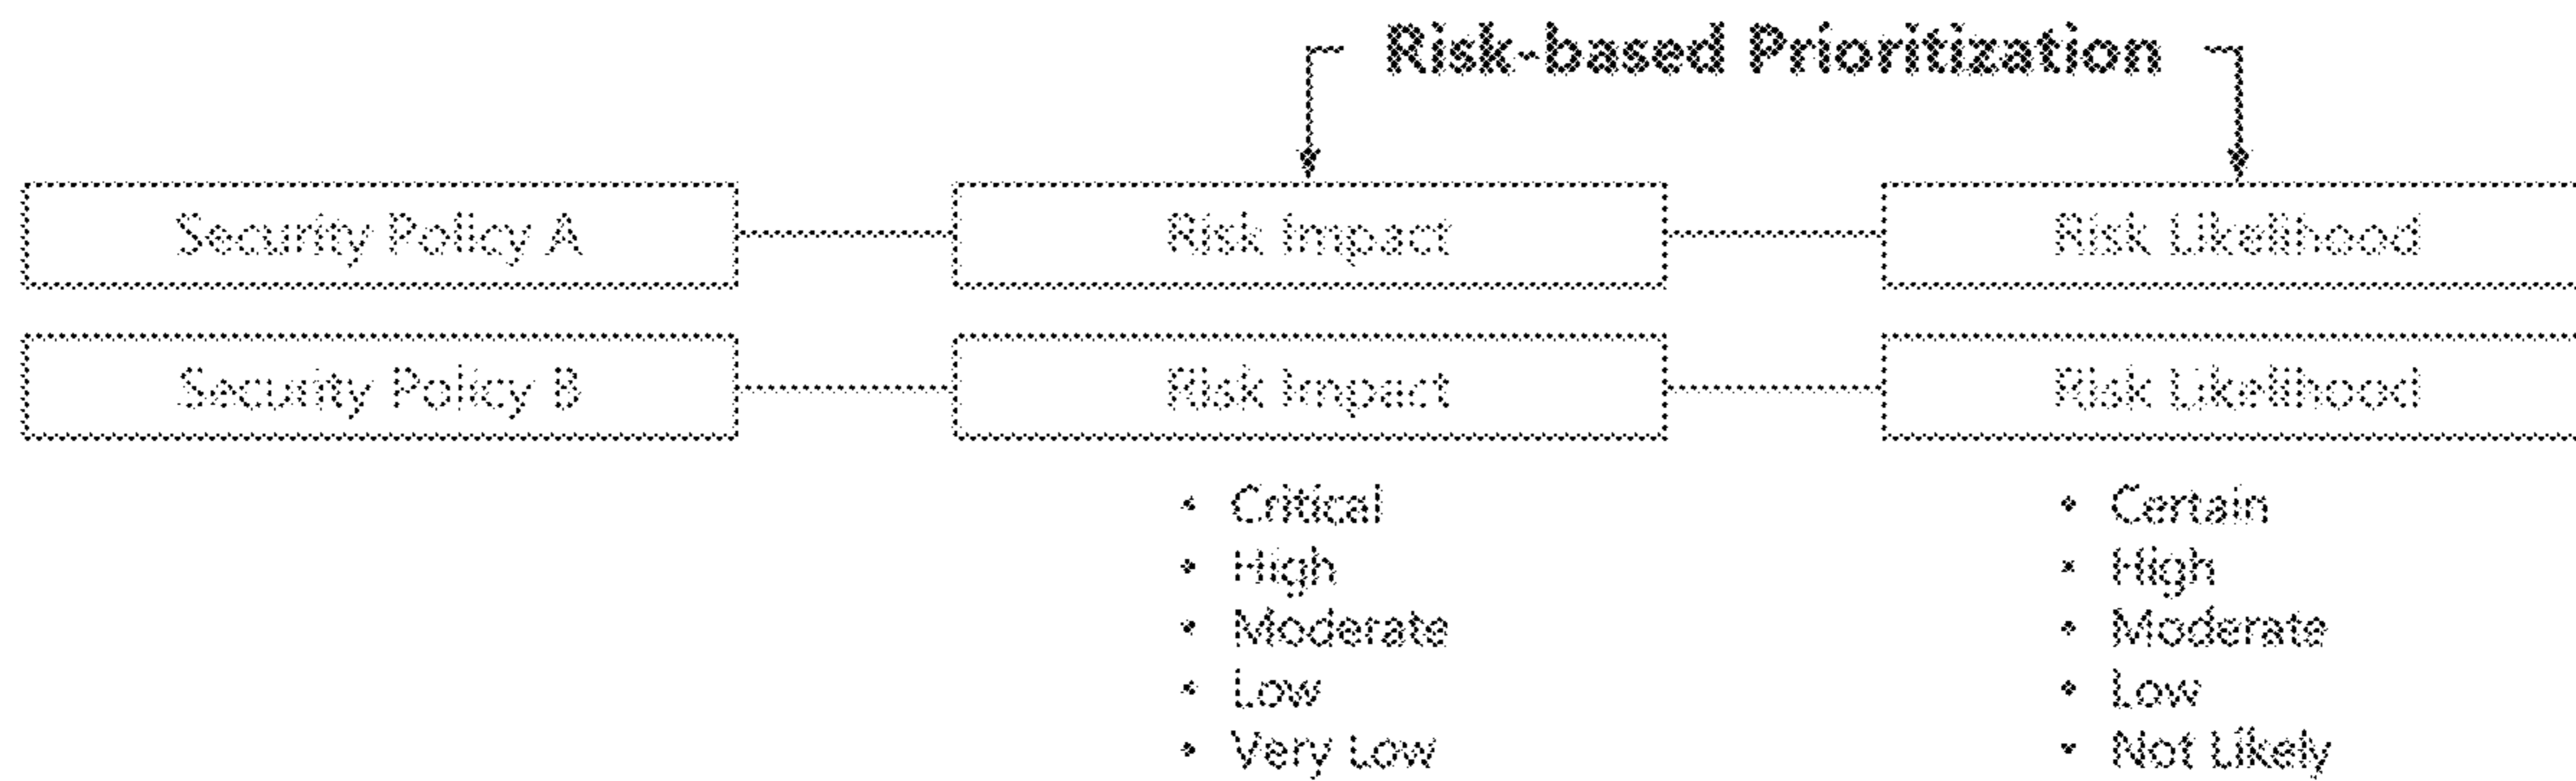 Risk-based Prioritization
Security Policy A Risk Impact Risk Likelihood
Security Policy B Risk Impact Risk Likelihood
• Critical • Certain
• High • High
• Moderate • Moderate
• Low • Low
• Very Low • Not Likely